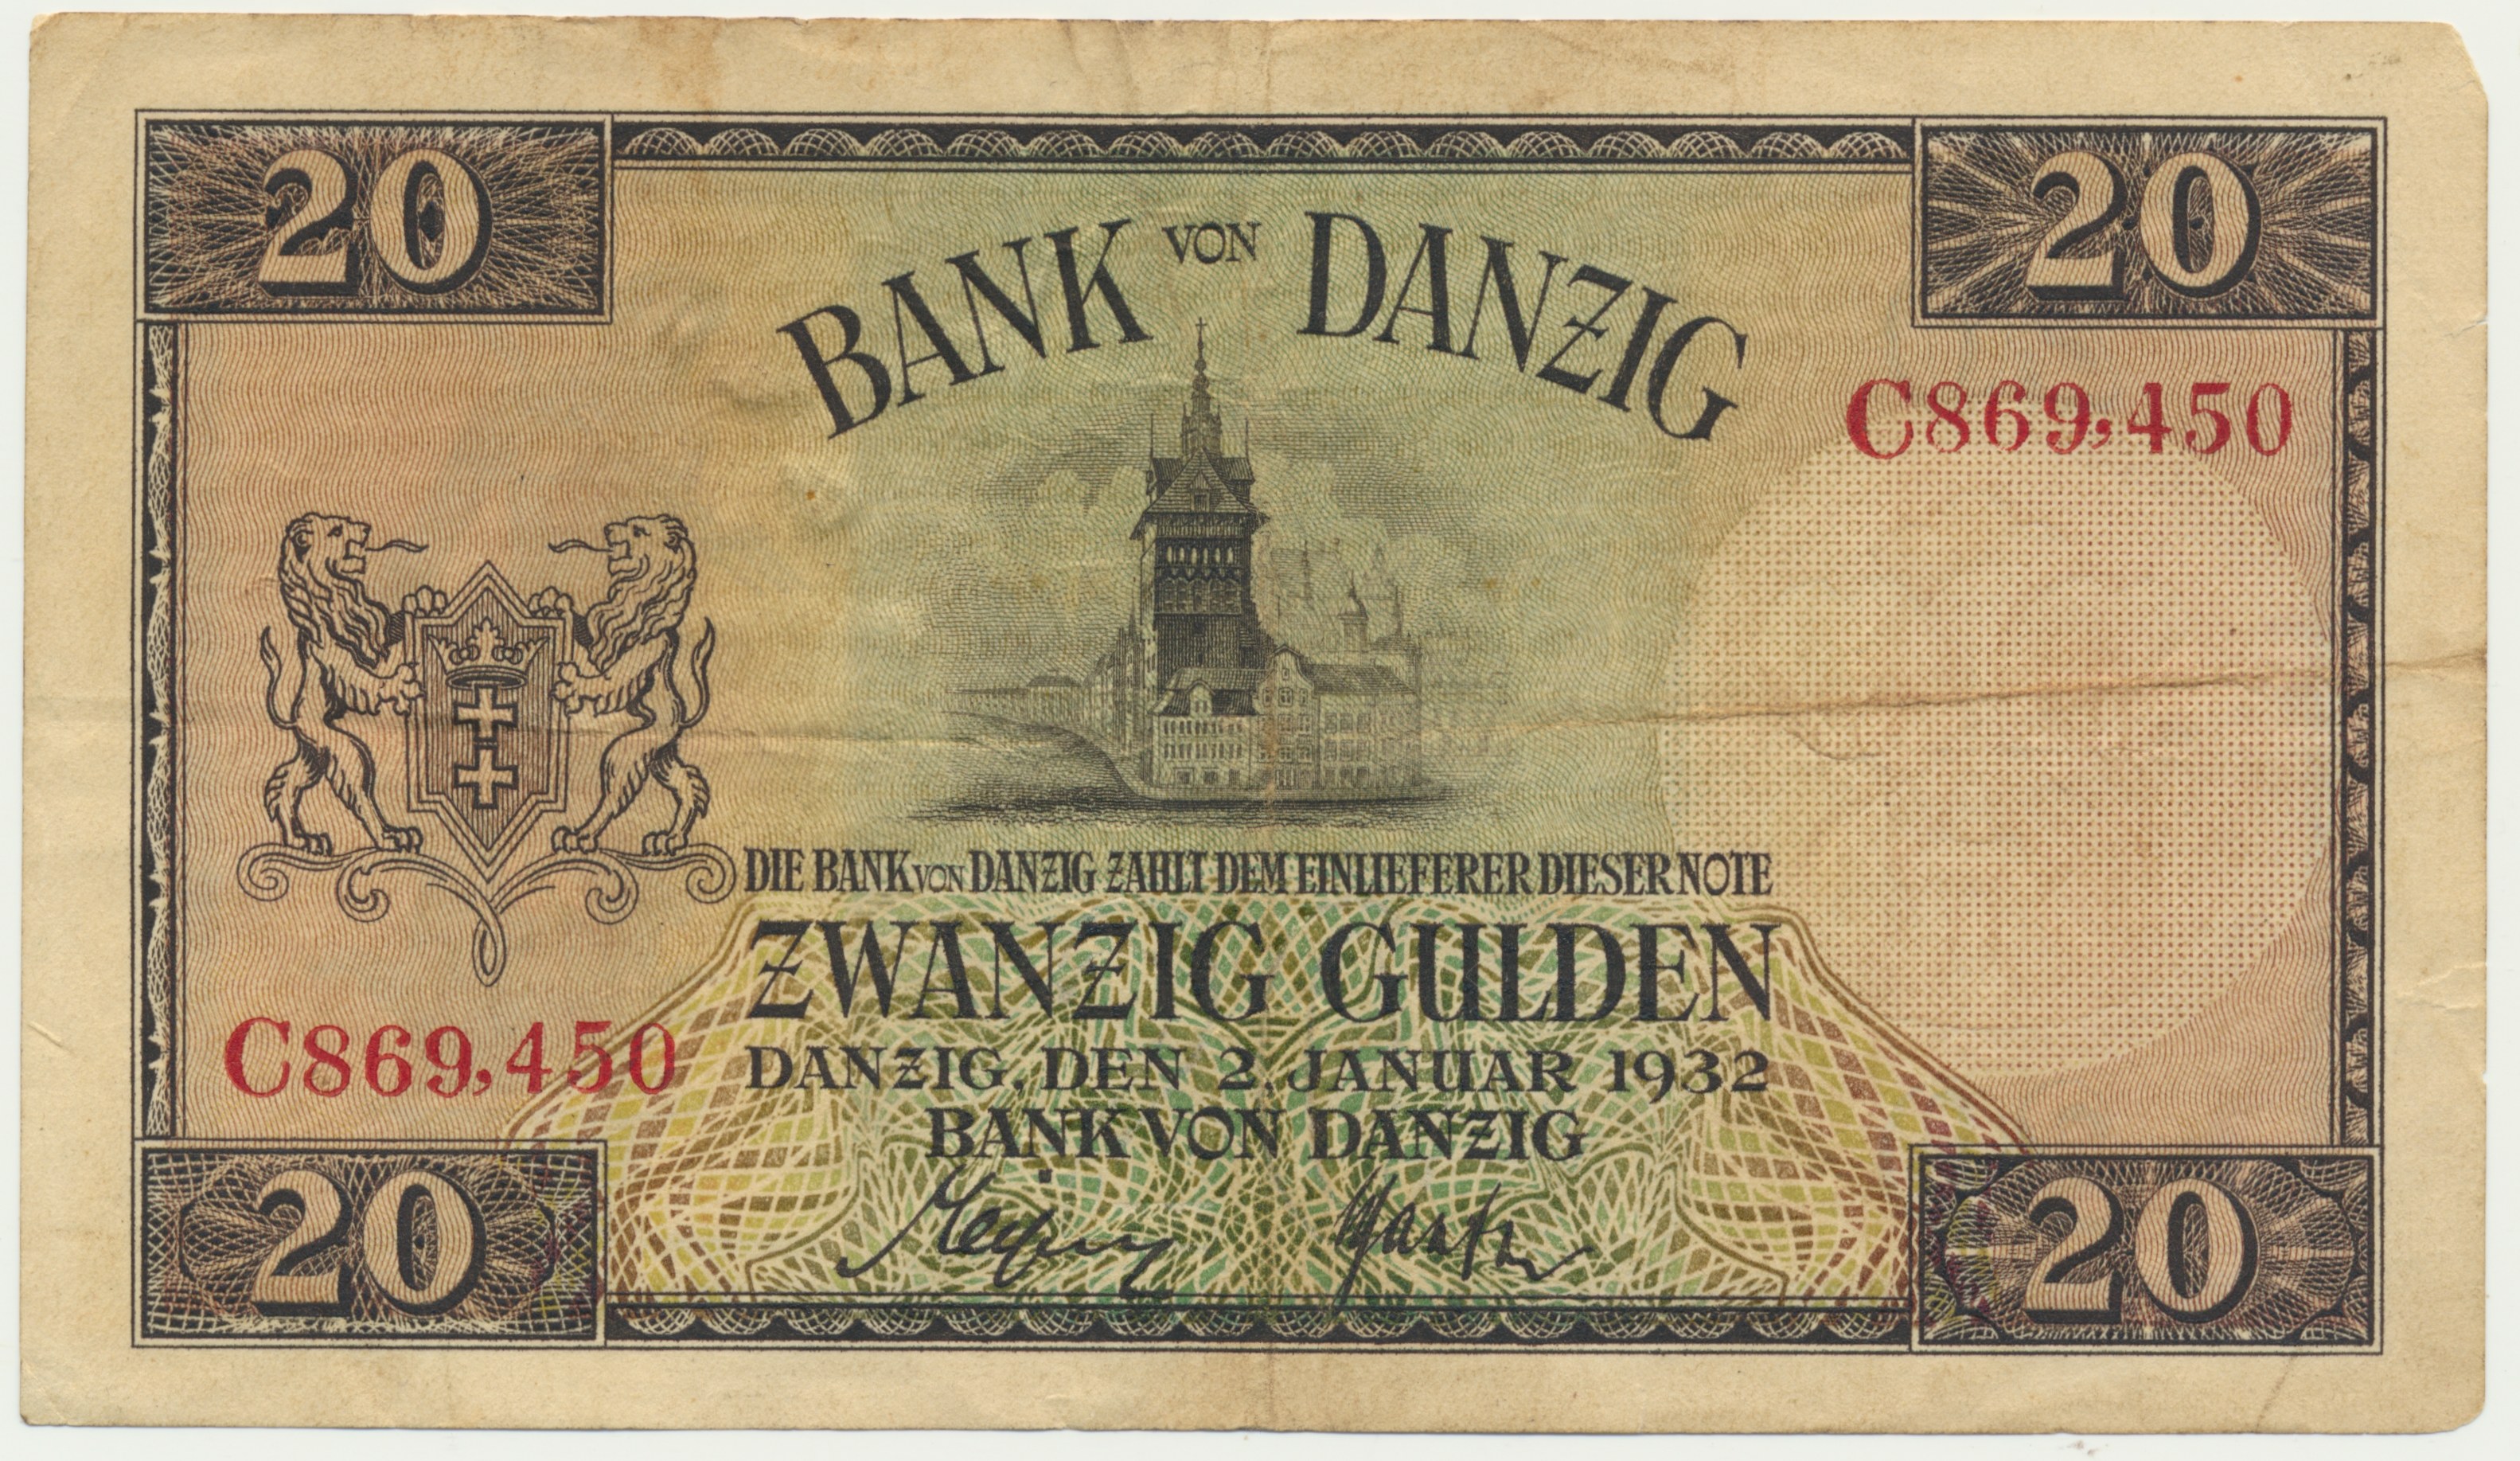 20
20
BANK VON DANZIG
C869,450
DIE BANK VON DANZIG ZAHLT DEM EINLIEFERER DIESER NOTE
ZWANZIG GULDEN
C869,450
DANZIG, DEN 2. JANUAR 1932
BANK VON DANZIG
20
20